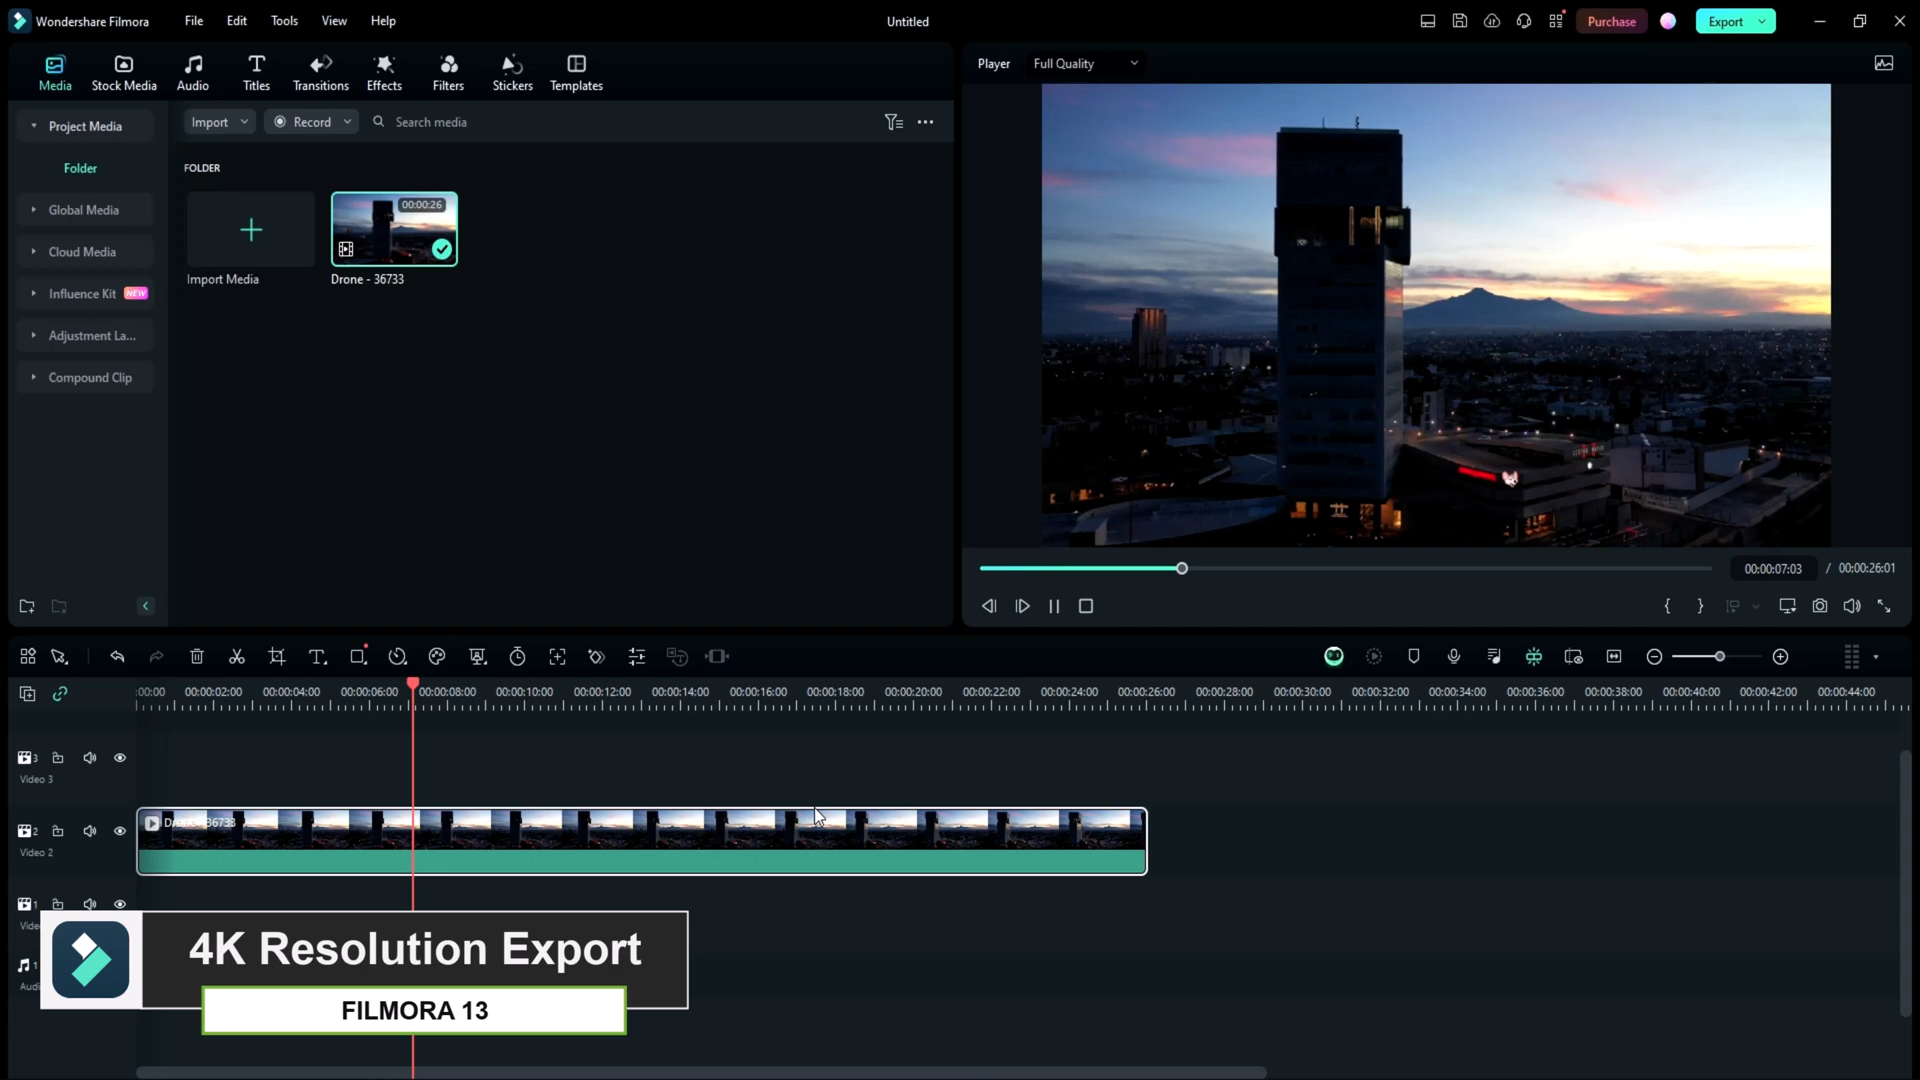 Wondershare Filmora
File
Edit
Tools
View
Help
Untitled
Purchase
Export
Media
Stock Media
Audio
Titles
Transitions
Effects
Filters
Stickers
Templates
Player
Full Quality
Project Media
Import
Record
Search media
Folder
FOLDER
Global Media
Cloud Media
Influence Kit NEW
Adjustment La...
Compound Clip
00:00:26
Import Media
Drone - 36733
00:00:07:03 / 00:00:26:01
:00:00 00:00:02:00 00:00:04:00 00:00:06:00 00:00:08:00 00:00:10:00 00:00:12:00 00:00:14:00 00:00:16:00 00:00:18:00 00:00:20:00 00:00:22:00 00:00:24:00 00:00:26:00 00:00:28:00 00:00:30:00 00:00:32:00 00:00:34:00 00:00:36:00 00:00:38:00 00:00:40:00 00:00:42:00 00:00:44:00
3
Video 3
2
Video 2
1
1
4K Resolution Export
FILMORA 13